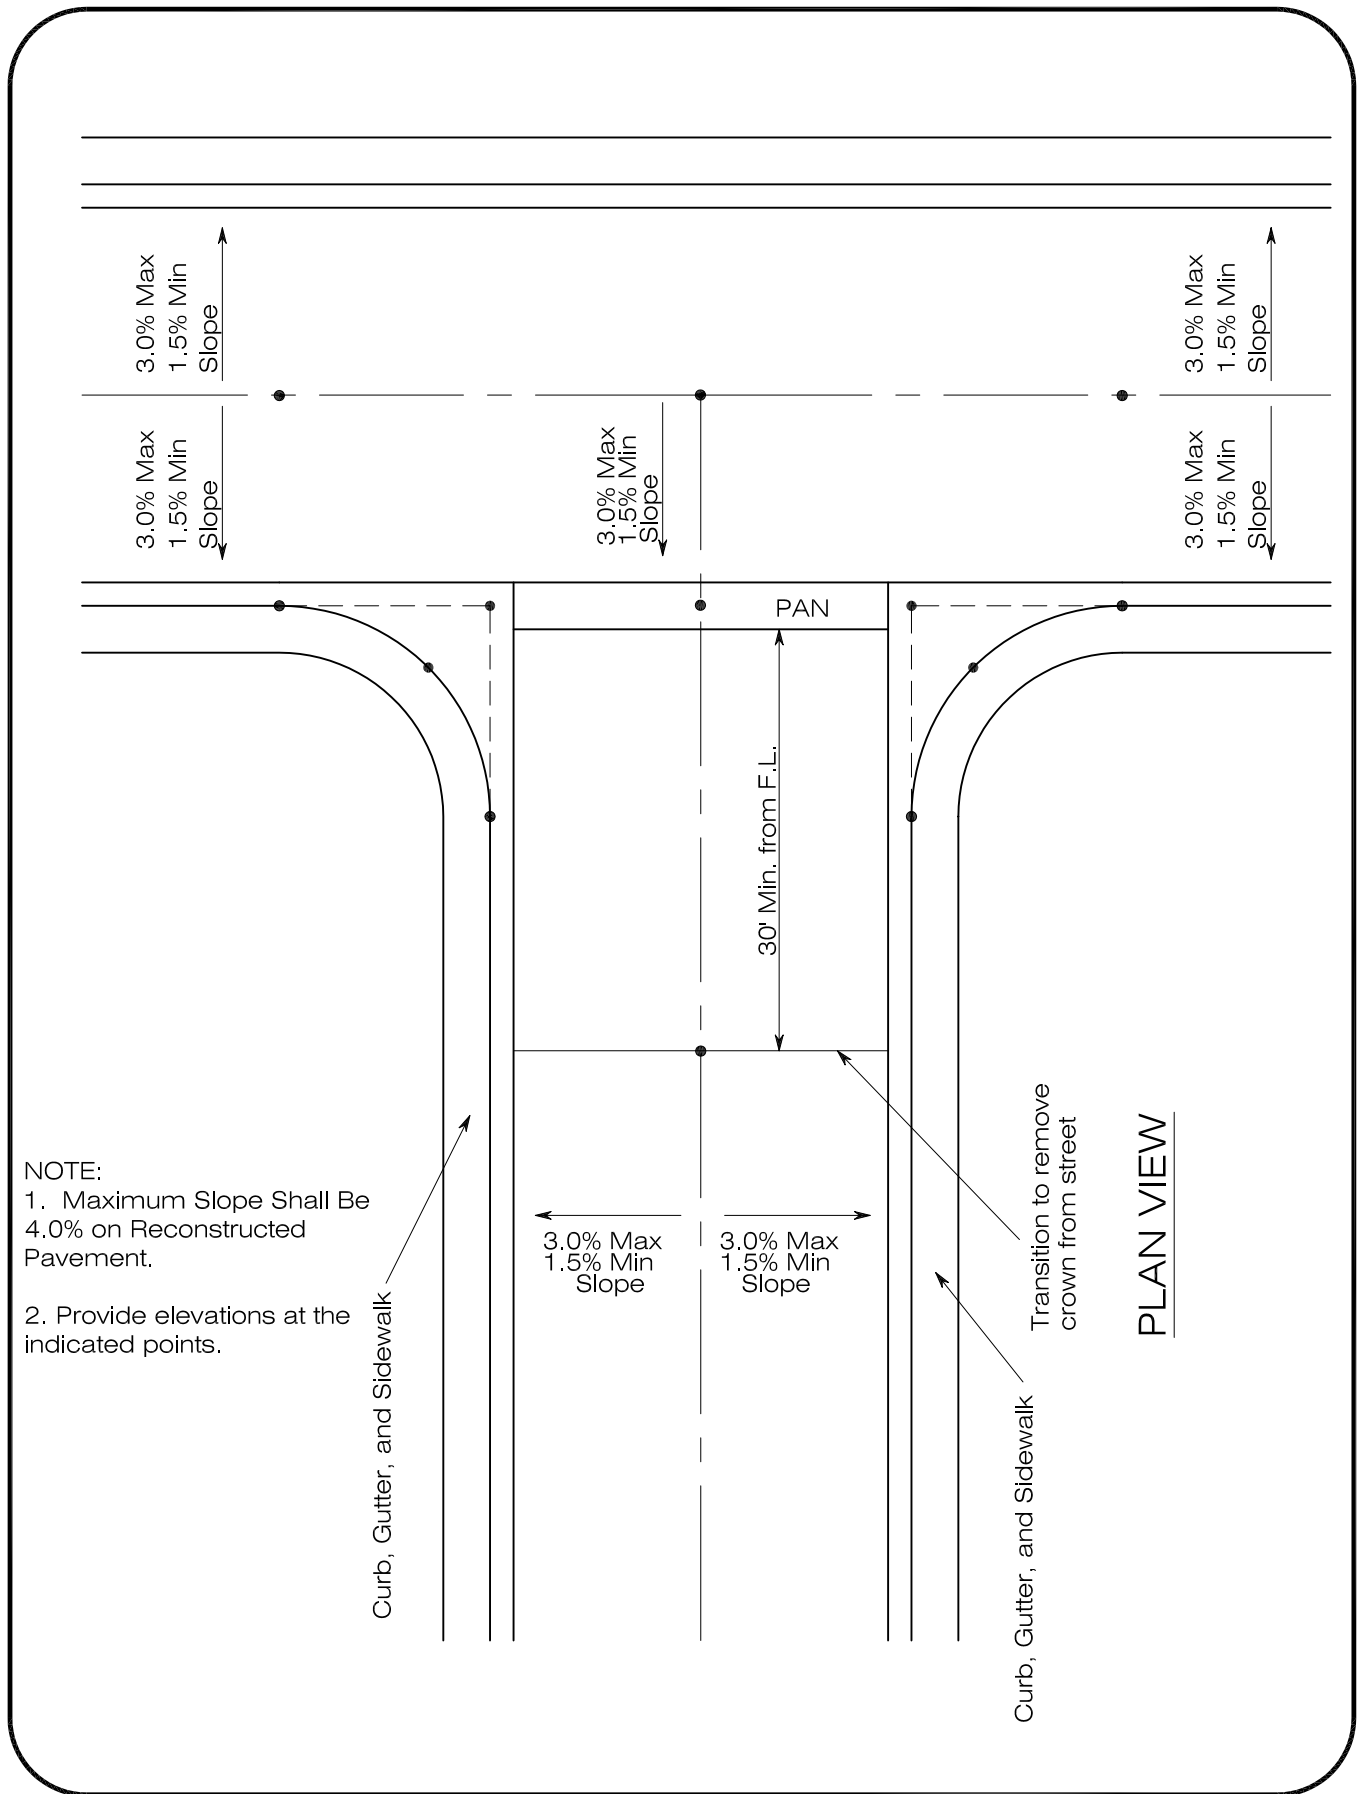 3.0% Max
1.5% Min
Slope
3.0% Max
1.5% Min
Slope
3.0% Max
1.5% Min
Slope
3.0% Max
1.5% Min
Slope
3.0% Max
1.5% Min
Slope
PAN
30' Min. from F.L.
NOTE:
1. Maximum Slope Shall Be
4.0% on Reconstructed
Pavement.
2. Provide elevations at the
indicated points.
3.0% Max
1.5% Min
Slope
3.0% Max
1.5% Min
Slope
Curb, Gutter, and Sidewalk
Transition to remove
crown from street
Curb, Gutter, and Sidewalk
PLAN VIEW